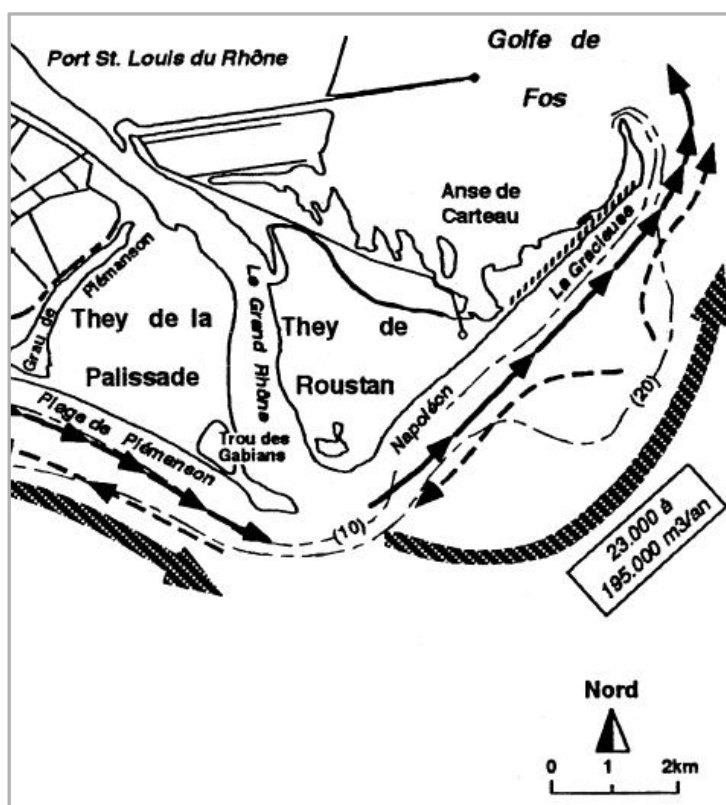 Golfe de
Fos
Port St. Louis du Rhône
Anse de
Carteau
La Gracieuse
Grau de Piémanson
They de la
Palissade
Le Grand Rhône
They de
Roustan
Napoléon
(20)
Plage de Piémanson
Trou des
Gabians
(10)
23.000 á
195.000 m3/an
Nord
0 1 2km